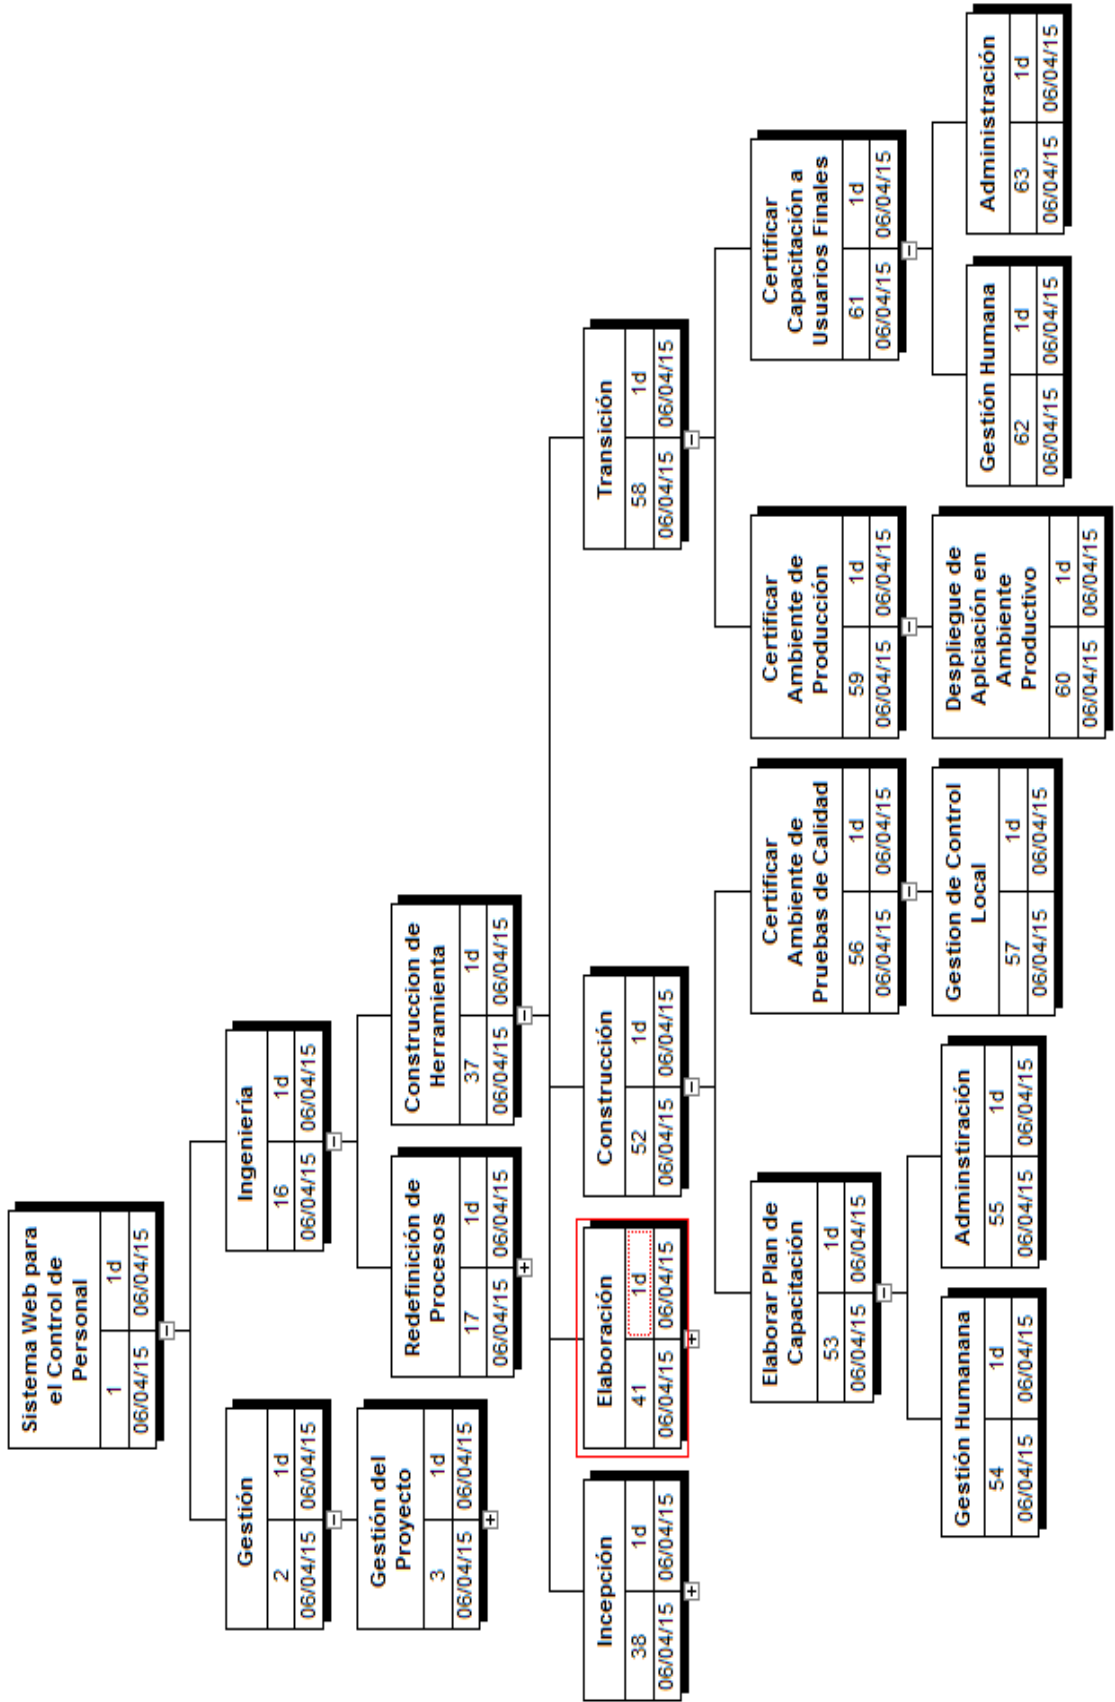 Sistema Web para
el Control de
Personal
1 1d
06/04/15 06/04/15
Gestión
2 1d
06/04/15 06/04/15
Ingeniería
16 1d
06/04/15 06/04/15
Gestión del
Proyecto
3 1d
06/04/15 06/04/15
Redefinición de
Procesos
17 1d
06/04/15 06/04/15
Construccion de
Herramienta
37 1d
06/04/15 06/04/15
Incepción
38 1d
06/04/15 06/04/15
Elaboración
41 1d
06/04/15 06/04/15
Construcción
52 1d
06/04/15 06/04/15
Transición
58 1d
06/04/15 06/04/15
Elaborar Plan de
Capacitación
53 1d
06/04/15 06/04/15
Certificar
Ambiente de
Pruebas de Calidad
56 1d
06/04/15 06/04/15
Certificar
Ambiente de
Producción
59 1d
06/04/15 06/04/15
Certificar
Capacitación a
Usuarios Finales
61 1d
06/04/15 06/04/15
Gestión Humanana
54 1d
06/04/15 06/04/15
Adminstiración
55 1d
06/04/15 06/04/15
Gestion de Control
Local
57 1d
06/04/15 06/04/15
Despliegue de
Aplciación en
Ambiente
Productivo
60 1d
06/04/15 06/04/15
Gestión Humana
62 1d
06/04/15 06/04/15
Administración
63 1d
06/04/15 06/04/15